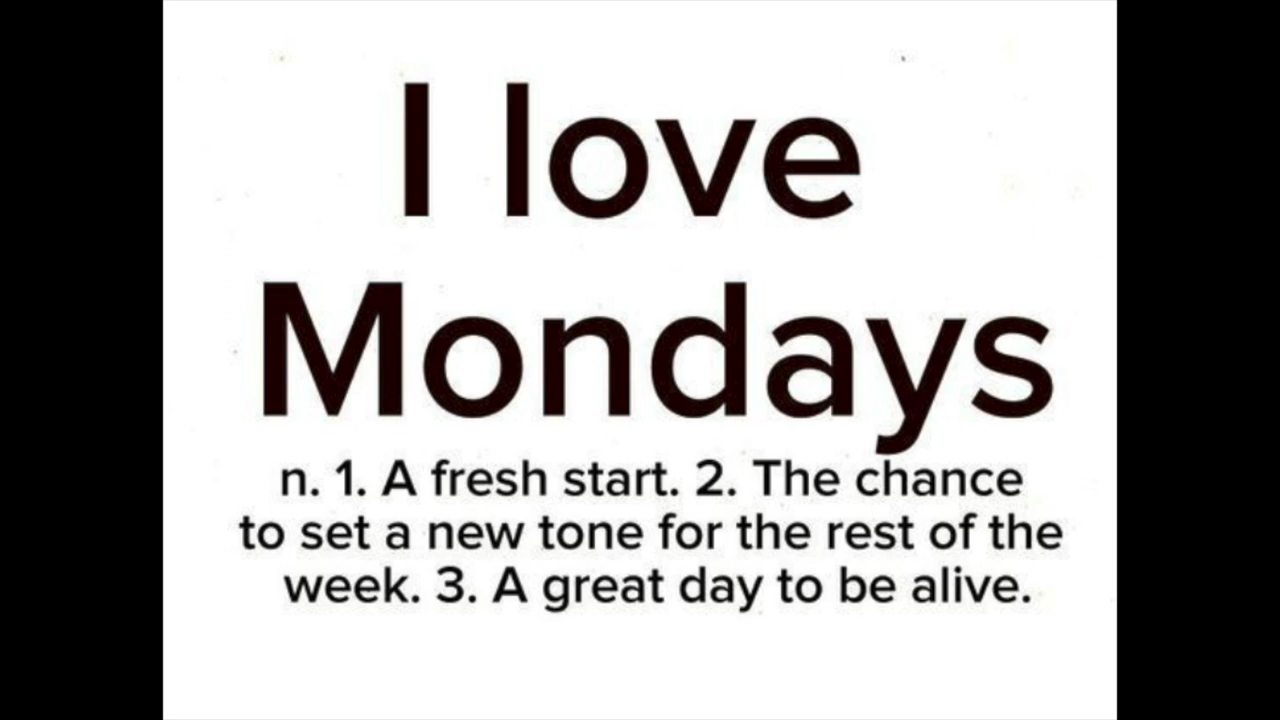 I love
Mondays
n. 1. A fresh start. 2. The chance
to set a new tone for the rest of the
week. 3. A great day to be alive.